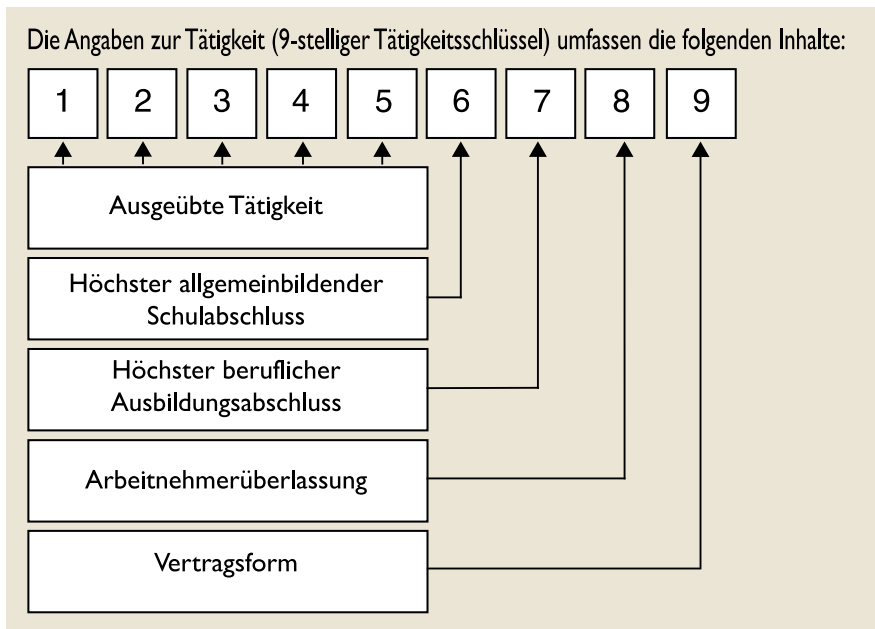 Die Angaben zur Tätigkeit (9-stelliger Tätigkeitsschlüssel) umfassen die folgenden Inhalte:
1 2 3 4 5 6 7 8 9
Ausgeübte Tätigkeit
Höchster allgemeinbildender
Schulabschluss
Höchster beruflicher
Ausbildungsabschluss
Arbeitnehmerüberlassung
Vertragsform